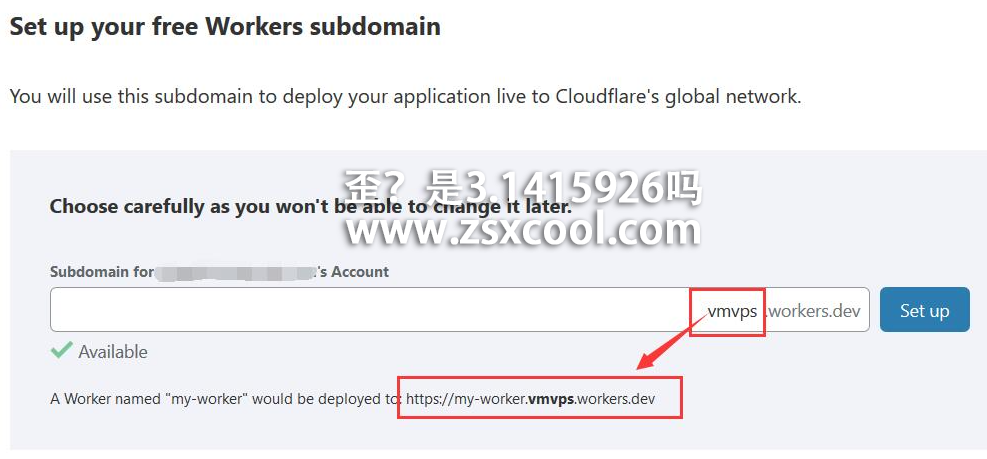 Set up your free Workers subdomain
You will use this subdomain to deploy your application live to Cloudflare's global network.
歪？是3.1415926吗
Choose carefully as you won't be able to change it later.
www.zsxcool.com
Subdomain for 's Account
vmvps .workers.dev Set up
Available
A Worker named "my-worker" would be deployed to: https://my-worker.vmvps.workers.dev